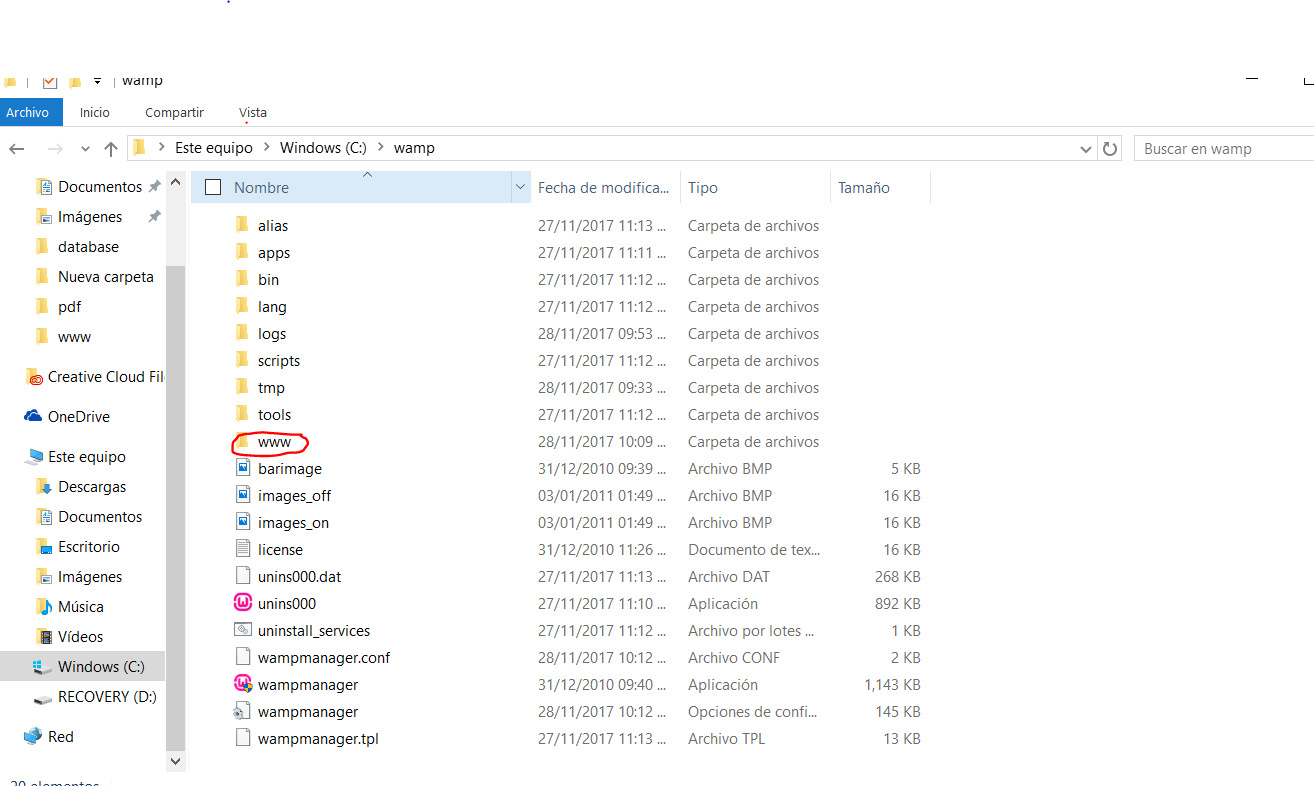 wamp
Archivo Inicio Compartir Vista
Este equipo Windows (C:) wamp Buscar en wamp
Nombre Fecha de modifica... Tipo Tamaño
Documentos
Imágenes
database
Nueva carpeta
pdf
www
Creative Cloud Fil
OneDrive
Este equipo
Descargas
Documentos
Escritorio
Imágenes
Música
Vídeos
Windows (C:)
RECOVERY (D:)
Red
alias 27/11/2017 11:13 ... Carpeta de archivos
apps 27/11/2017 11:11 ... Carpeta de archivos
bin 27/11/2017 11:12 ... Carpeta de archivos
lang 27/11/2017 11:12 ... Carpeta de archivos
logs 28/11/2017 09:53 ... Carpeta de archivos
scripts 27/11/2017 11:12 ... Carpeta de archivos
tmp 28/11/2017 09:33 ... Carpeta de archivos
tools 27/11/2017 11:12 ... Carpeta de archivos
www 28/11/2017 10:09 ... Carpeta de archivos
barimage 31/12/2010 09:39 ... Archivo BMP 5 KB
images_off 03/01/2011 01:49 ... Archivo BMP 16 KB
images_on 03/01/2011 01:49 ... Archivo BMP 16 KB
license 31/12/2010 11:26 ... Documento de tex... 16 KB
unins000.dat 27/11/2017 11:13 ... Archivo DAT 268 KB
unins000 27/11/2017 11:10 ... Aplicación 892 KB
uninstall_services 27/11/2017 11:12 ... Archivo por lotes ... 1 KB
wampmanager.conf 28/11/2017 10:12 ... Archivo CONF 2 KB
wampmanager 31/12/2010 09:40 ... Aplicación 1,143 KB
wampmanager 28/11/2017 10:12 ... Opciones de confi... 145 KB
wampmanager.tpl 27/11/2017 11:13 ... Archivo TPL 13 KB
20 elementos